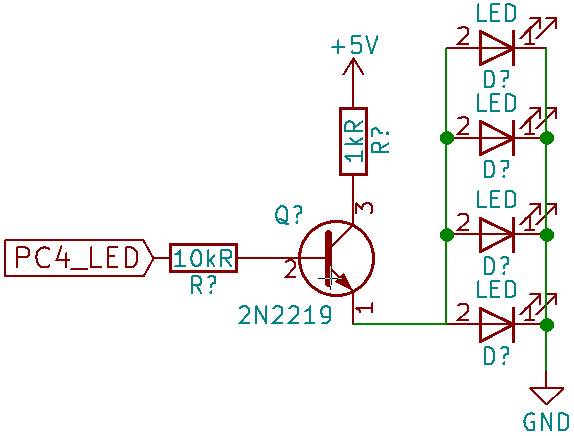 +5V
1kR
R?
Q?
3
PC4_LED
10kR
R?
2
2N2219
1
LED
2
1
D?
LED
2
1
D?
LED
2
1
D?
LED
2
1
D?
GND